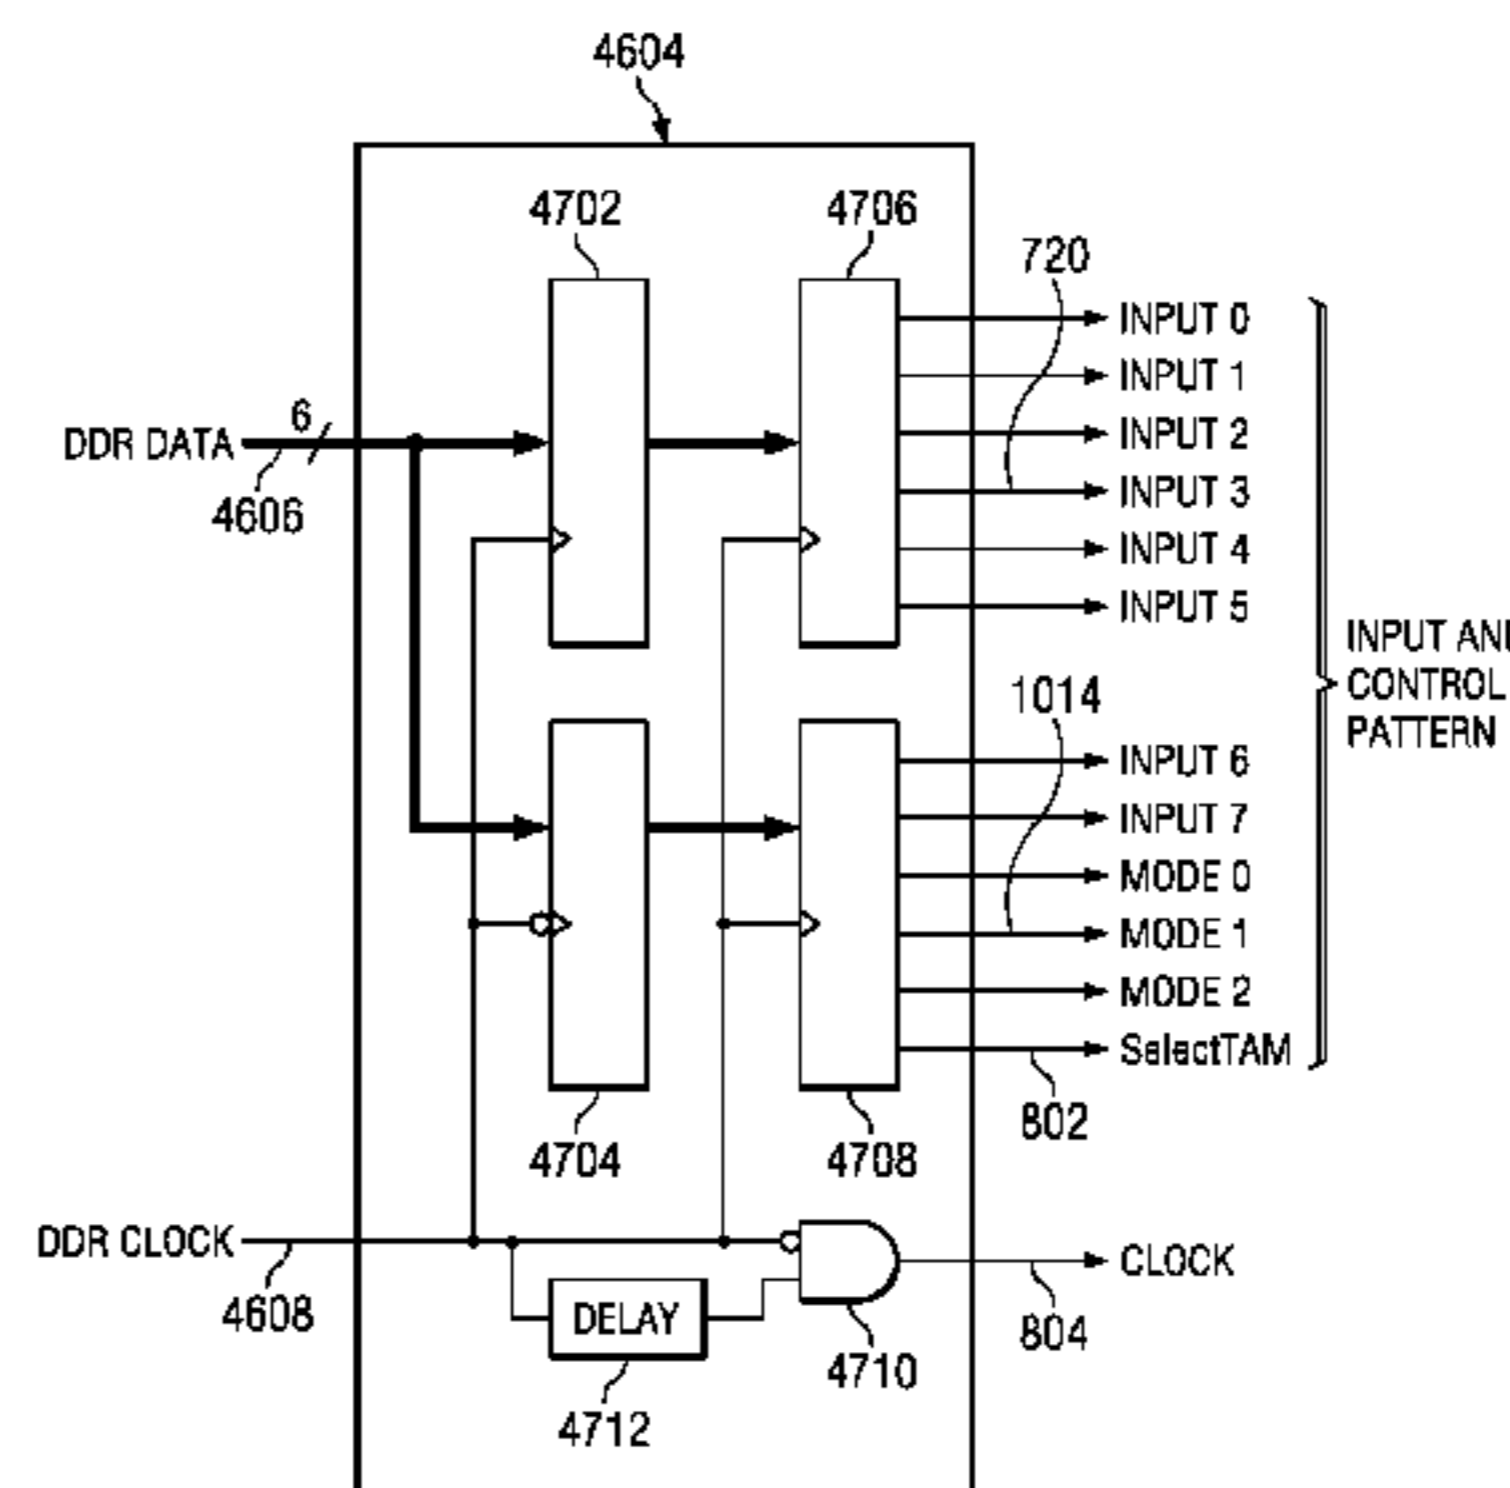 4604
4702
4706
720
INPUT 0
INPUT 1
INPUT 2
INPUT 3
INPUT 4
INPUT 5
6
DDR DATA
4606
INPUT AN
CONTROL
PATTERN
1014
INPUT 6
INPUT 7
MODE 0
MODE 1
MODE 2
SelectTAM
802
4704
4708
DDR CLOCK
4608
DELAY
4712
4710
CLOCK
804